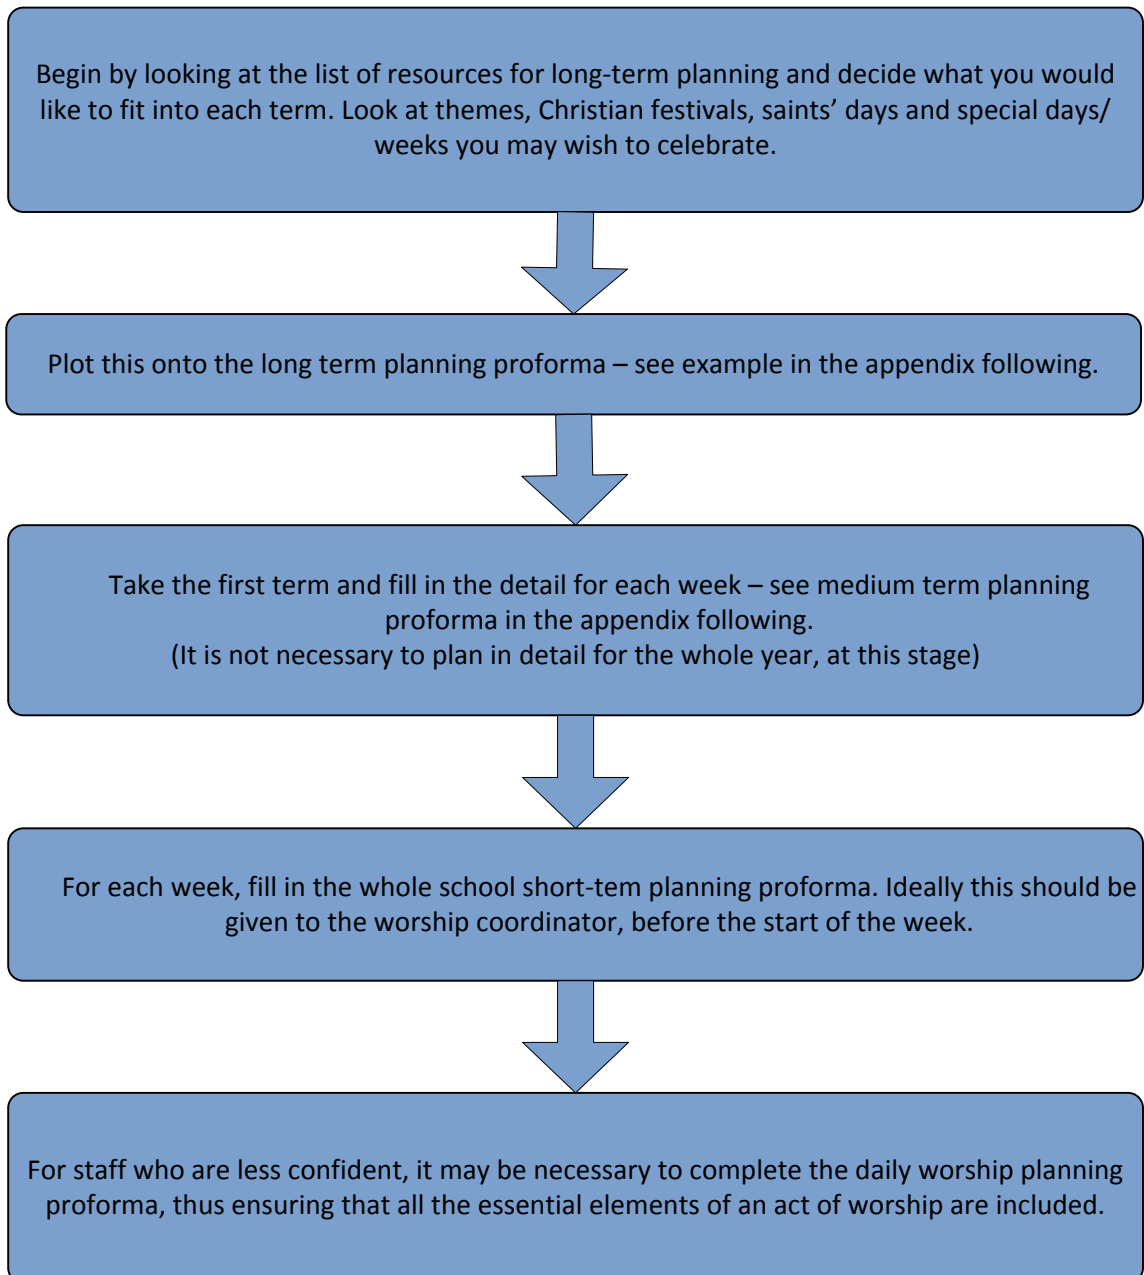 Begin by looking at the list of resources for long-term planning and decide what you would
like to fit into each term. Look at themes, Christian festivals, saints’ days and special days/
weeks you may wish to celebrate.
Plot this onto the long term planning proforma – see example in the appendix following.
Take the first term and fill in the detail for each week – see medium term planning
proforma in the appendix following.
(It is not necessary to plan in detail for the whole year, at this stage)
For each week, fill in the whole school short-tem planning proforma. Ideally this should be
given to the worship coordinator, before the start of the week.
For staff who are less confident, it may be necessary to complete the daily worship planning
proforma, thus ensuring that all the essential elements of an act of worship are included.